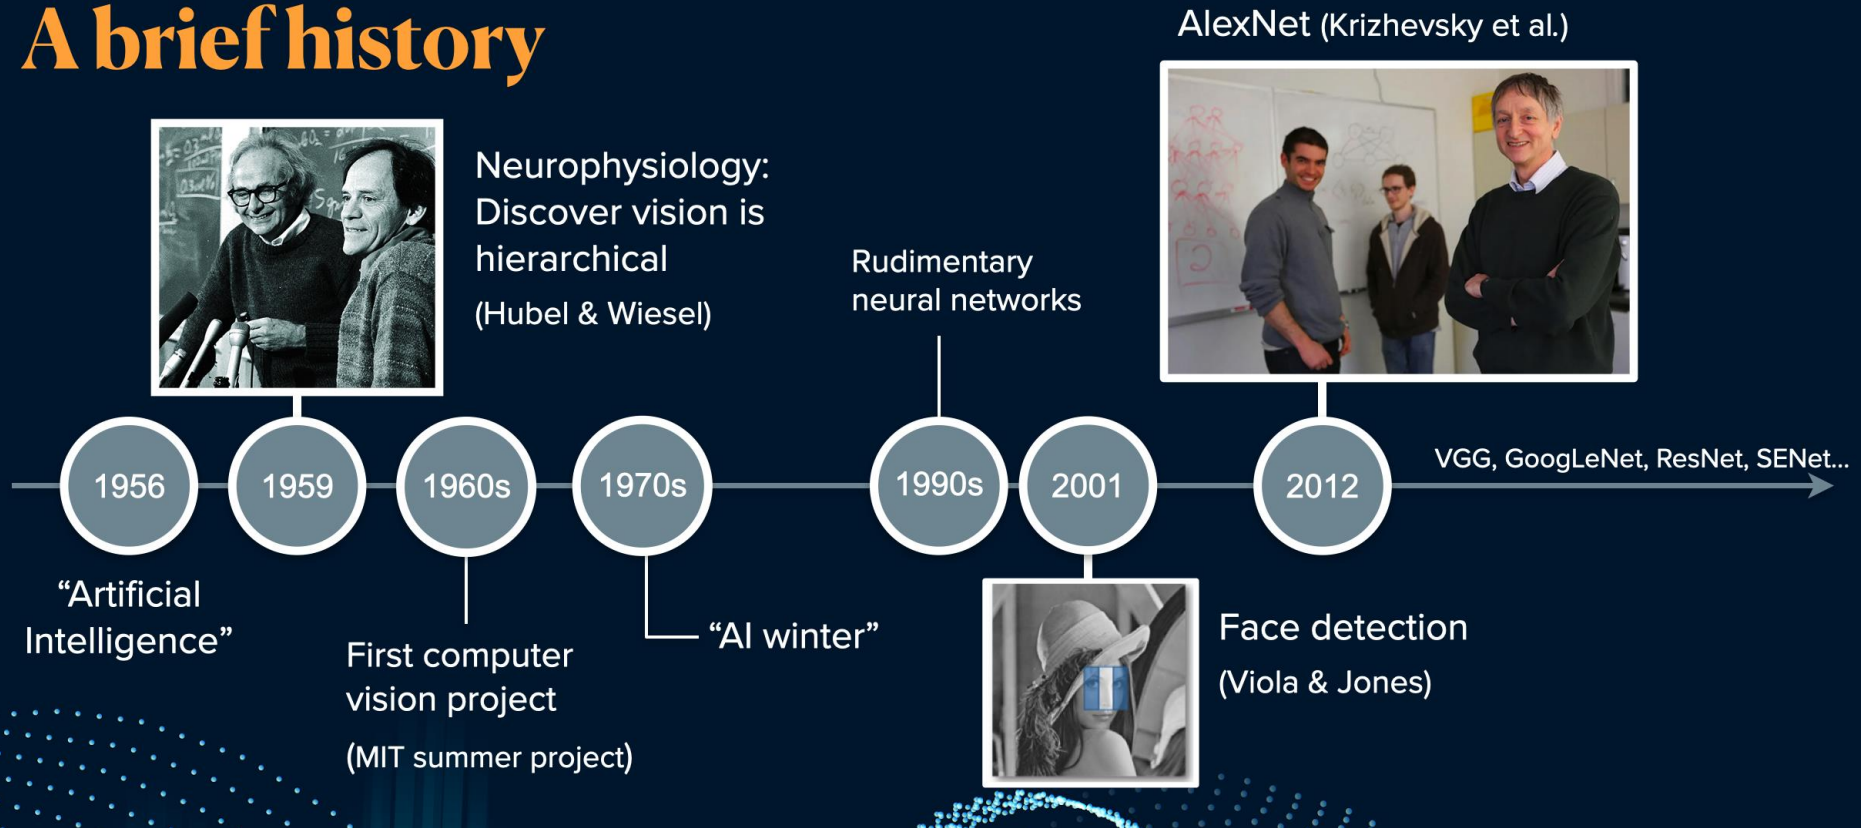 A brief history
AlexNet (Krizhevsky et al.)
Neurophysiology:
Discover vision is
hierarchical
(Hubel & Wiesel)
Rudimentary
neural networks
1956
1959
1960s
1970s
1990s
2001
2012
VGG, GoogLeNet, ResNet, SENet...
“Artificial
Intelligence”
First computer
vision project
(MIT summer project)
“AI winter”
Face detection
(Viola & Jones)